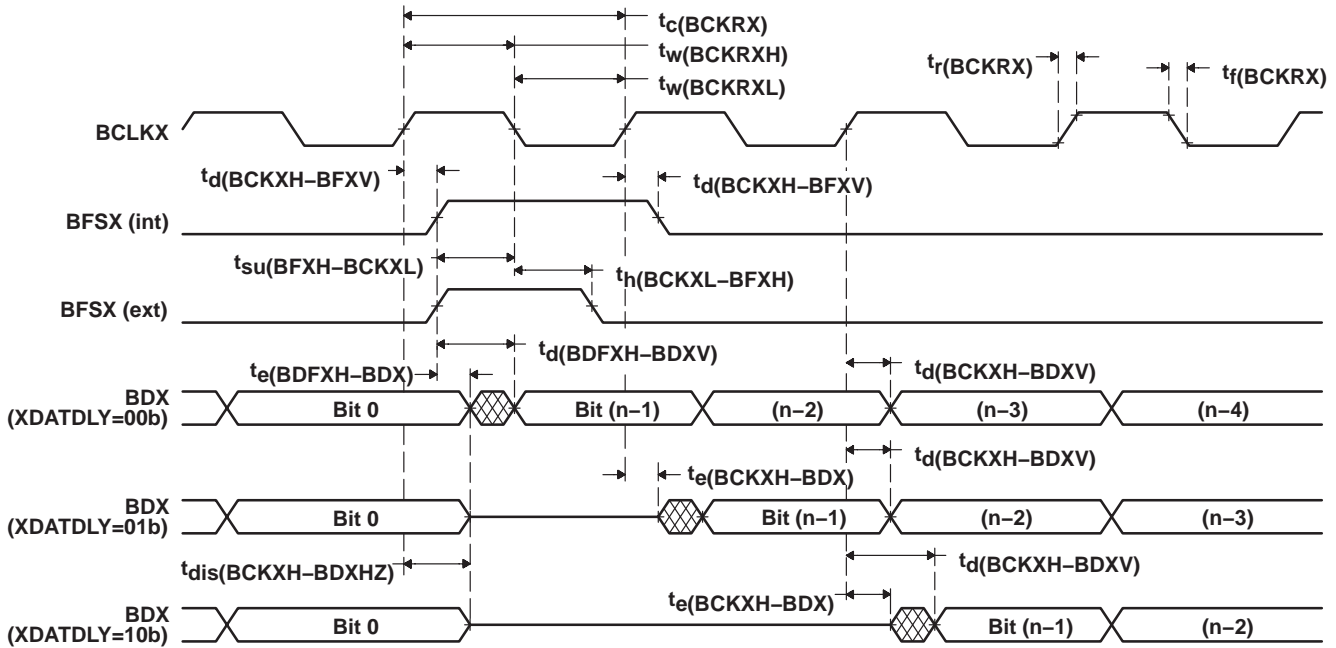 tc(BCKRX)
tw(BCKRXH)
tr(BCKRX)
tf(BCKRX)
tw(BCKRXL)
BCLKX
td(BCKXH–BFXV)
td(BCKXH–BFXV)
BFSX (int)
tsu(BFXH–BCKXL)
th(BCKXL–BFXH)
BFSX (ext)
td(BDFXH–BDXV)
te(BDFXH–BDX)
td(BCKXH–BDXV)
BDX
(XDATDLY=00b)
Bit 0
Bit (n–1)
(n–2)
(n–3)
(n–4)
td(BCKXH–BDXV)
te(BCKXH–BDX)
BDX
(XDATDLY=01b)
Bit 0
Bit (n–1)
(n–2)
(n–3)
tdis(BCKXH–BDXHZ)
td(BCKXH–BDXV)
te(BCKXH–BDX)
BDX
(XDATDLY=10b)
Bit 0
Bit (n–1)
(n–2)